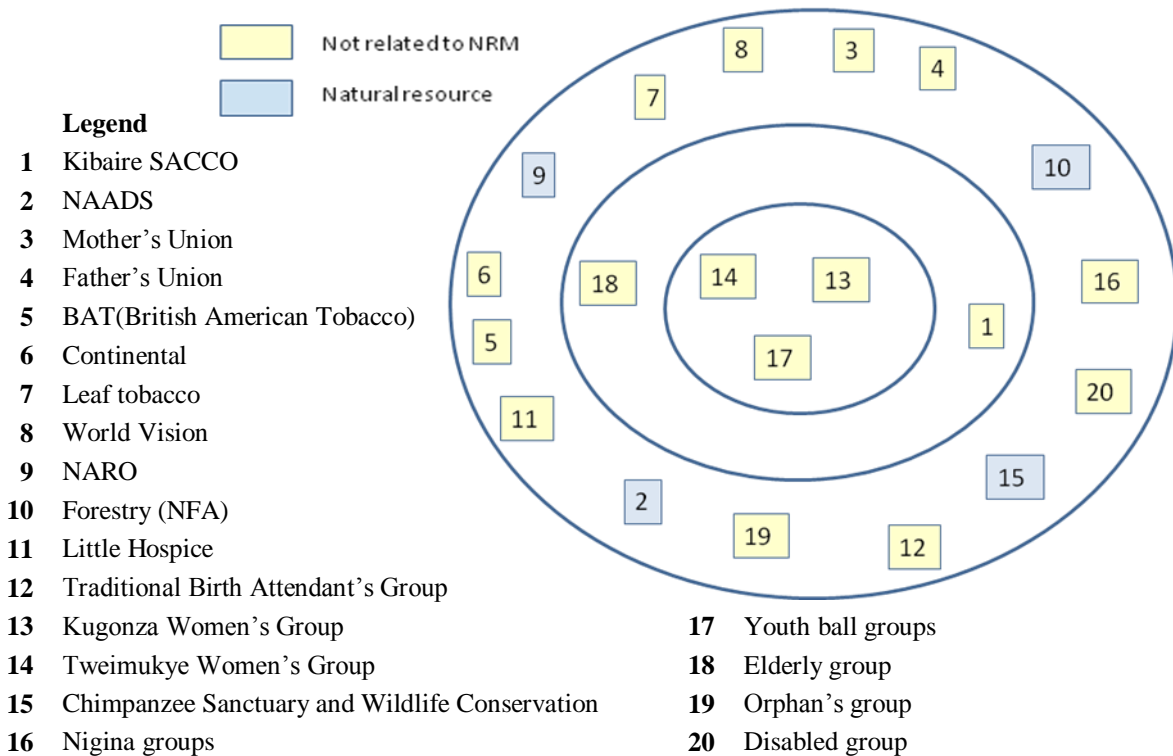 Not related to NRM
Natural resource
Legend
1 Kibaire SACCO
2 NAADS
3 Mother’s Union
4 Father’s Union
5 BAT(British American Tobacco)
6 Continental
7 Leaf tobacco
8 World Vision
9 NARO
10 Forestry (NFA)
11 Little Hospice
12 Traditional Birth Attendant’s Group
13 Kugonza Women’s Group
14 Tweimukye Women’s Group
15 Chimpanzee Sanctuary and Wildlife Conservation
16 Nigina groups
17 Youth ball groups
18 Elderly group
19 Orphan’s group
20 Disabled group
8 3 4
7
9 10
6 18 14 13 16
5 17 1
11 20
2 15
19 12